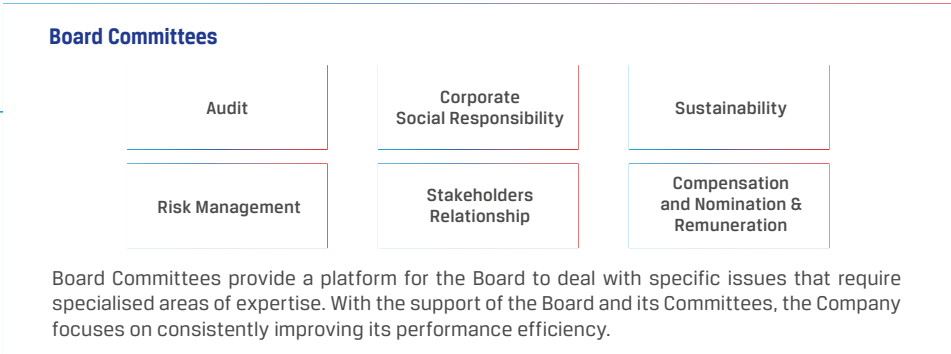 Board Committees
Audit
Corporate
Social Responsibility
Sustainability
Risk Management
Stakeholders
Relationship
Compensation
and Nomination &
Remuneration
Board Committees provide a platform for the Board to deal with specific issues that require
specialised areas of expertise. With the support of the Board and its Committees, the Company
focuses on consistently improving its performance efficiency.